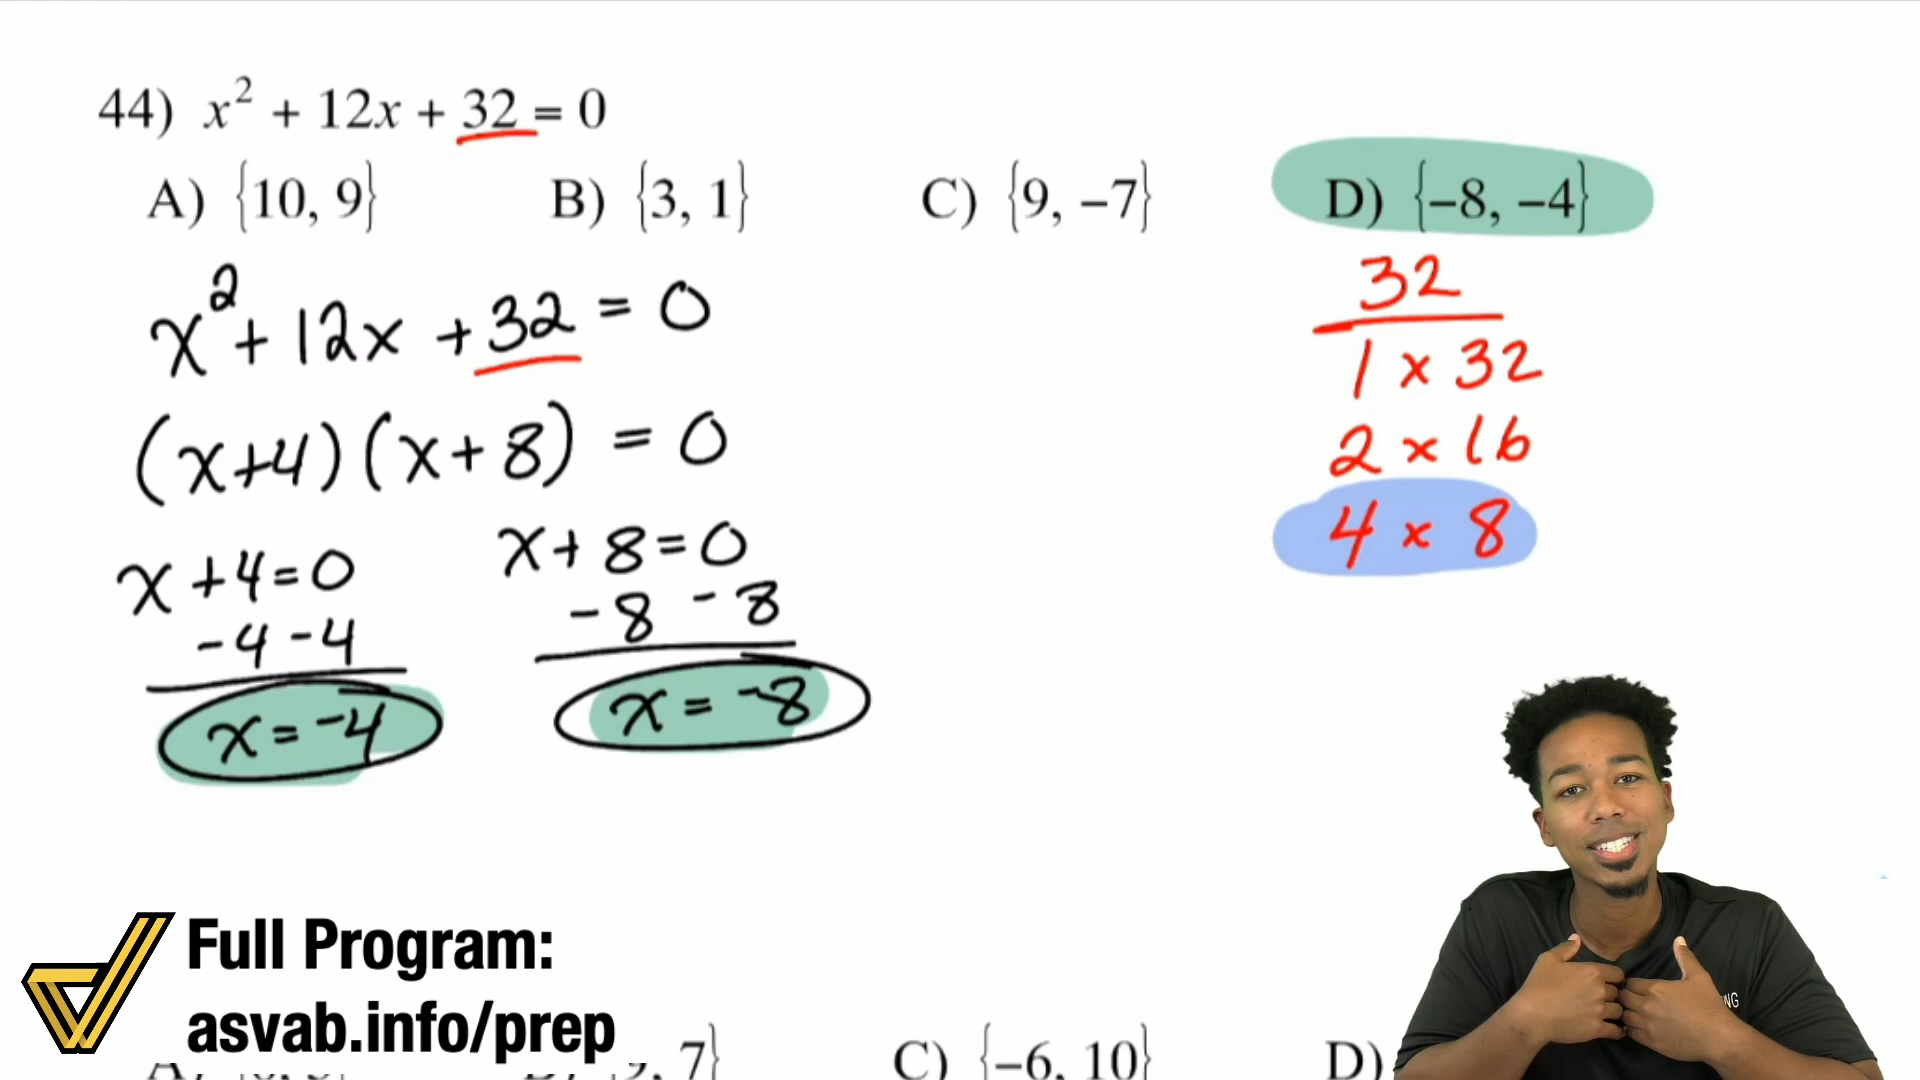 44) x² + 12x + 32 = 0
A) {10, 9} B) {3, 1} C) {9, −7} D) {−8, −4}
x² + 12x + 32 = 0
(x+4)(x+8) = 0
x+4=0
-4 -4
x = -4
x+8=0
-8 -8
x = -8
32
1 x 32
2 x 16
4 x 8
Full Program:
asvab.info/prep
7} C) {−6, 10} D)
NG